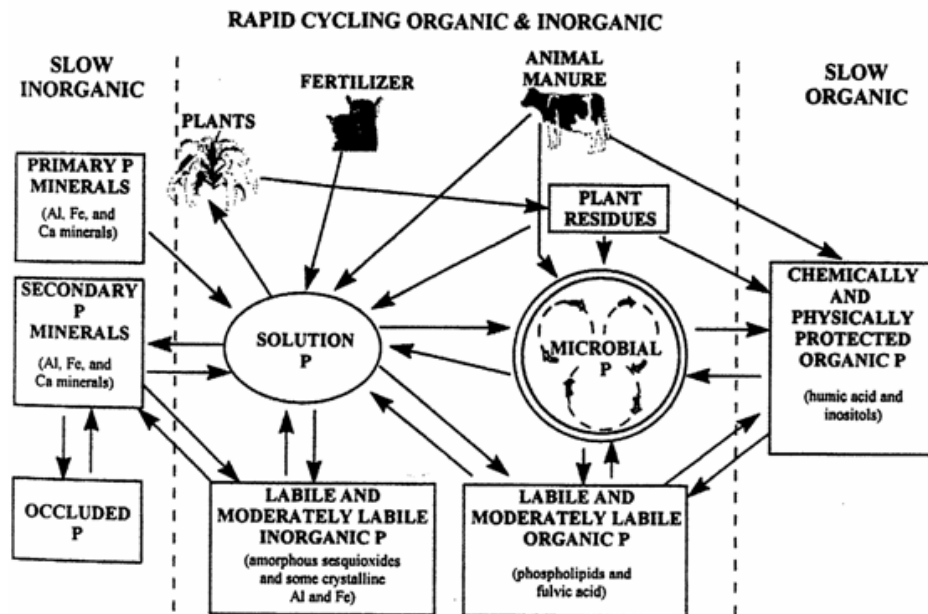 RAPID CYCLING ORGANIC & INORGANIC
SLOW
INORGANIC
FERTILIZER
ANIMAL
MANURE
SLOW
ORGANIC
PLANTS
PRIMARY P
MINERALS
(Al, Fe, and
Ca minerals)
PLANT
RESIDUES
SECONDARY
P
MINERALS
(Al, Fe, and
Ca minerals)
SOLUTION
P
MICROBIAL
P
CHEMICALLY
AND
PHYSICALLY
PROTECTED
ORGANIC P
(humic acid and
inositols)
OCCLUDED
P
LABILE AND
MODERATELY LABILE
INORGANIC P
(amorphous sesquioxides
and some crystalline
Al and Fe)
LABILE AND
MODERATELY LABILE
ORGANIC P
(phospholipids and
fulvic acid)